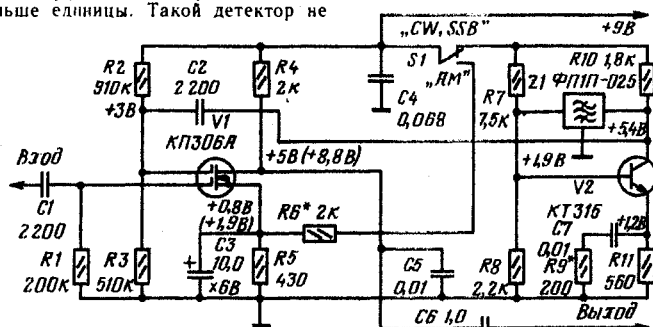 ньше единицы. Такой детектор не
„CW, SSB"
+9В
S1
„АМ"
R2
910к
+3В
C2
2 200
R4
2к
C4
0,068
R7
7,5к
Z1 ФП1П-025
R10 1,8к
+5,4В
V1
КП306А
Вход
C1
2 200
+5В (+8,8В)
+1,9В
V2
КТ316
+0,8В
(+1,9В)
R6* 2к
+1,2В
C7
0,01
R1
200к
R3
510к
C3
10,0
×6В
R5
430
C5
0,01
R8
2,2к
R9*
200
R11
560
C6 1,0
Выход